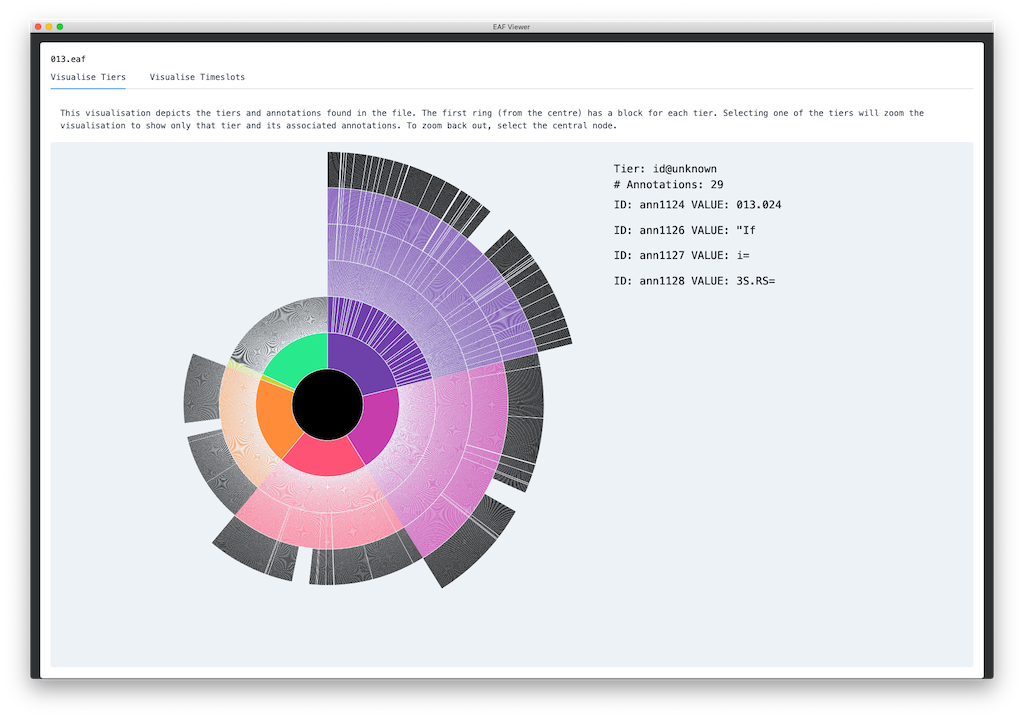 EAF Viewer
013.eaf
Visualise Tiers Visualise Timeslots
This visualisation depicts the tiers and annotations found in the file. The first ring (from the centre) has a block for each tier. Selecting one of the tiers will zoom the
visualisation to show only that tier and its associated annotations. To zoom back out, select the central node.
Tier: id@unknown
# Annotations: 29
ID: ann1124 VALUE: 013.024
ID: ann1126 VALUE: "If
ID: ann1127 VALUE: i=
ID: ann1128 VALUE: 3S.RS=